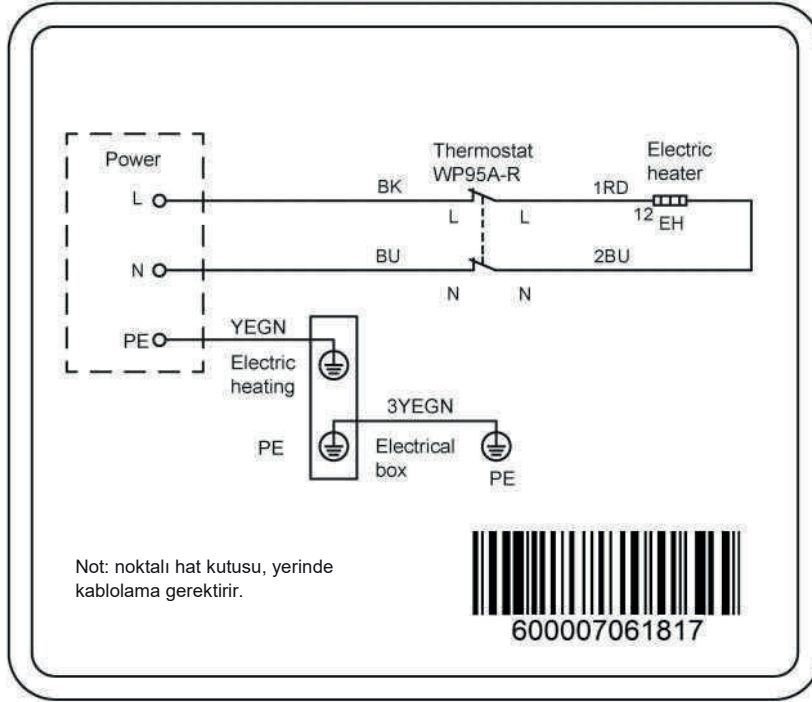 Power
L
N
PE
BK
BU
Thermostat
WP95A-R
L L
N N
1RD
2BU
Electric
heater
12
EH
YEGN
Electric
heating
3YEGN
PE
Electrical
box
PE
Not: noktalı hat kutusu, yerinde
kablolama gerektirir.
600007061817